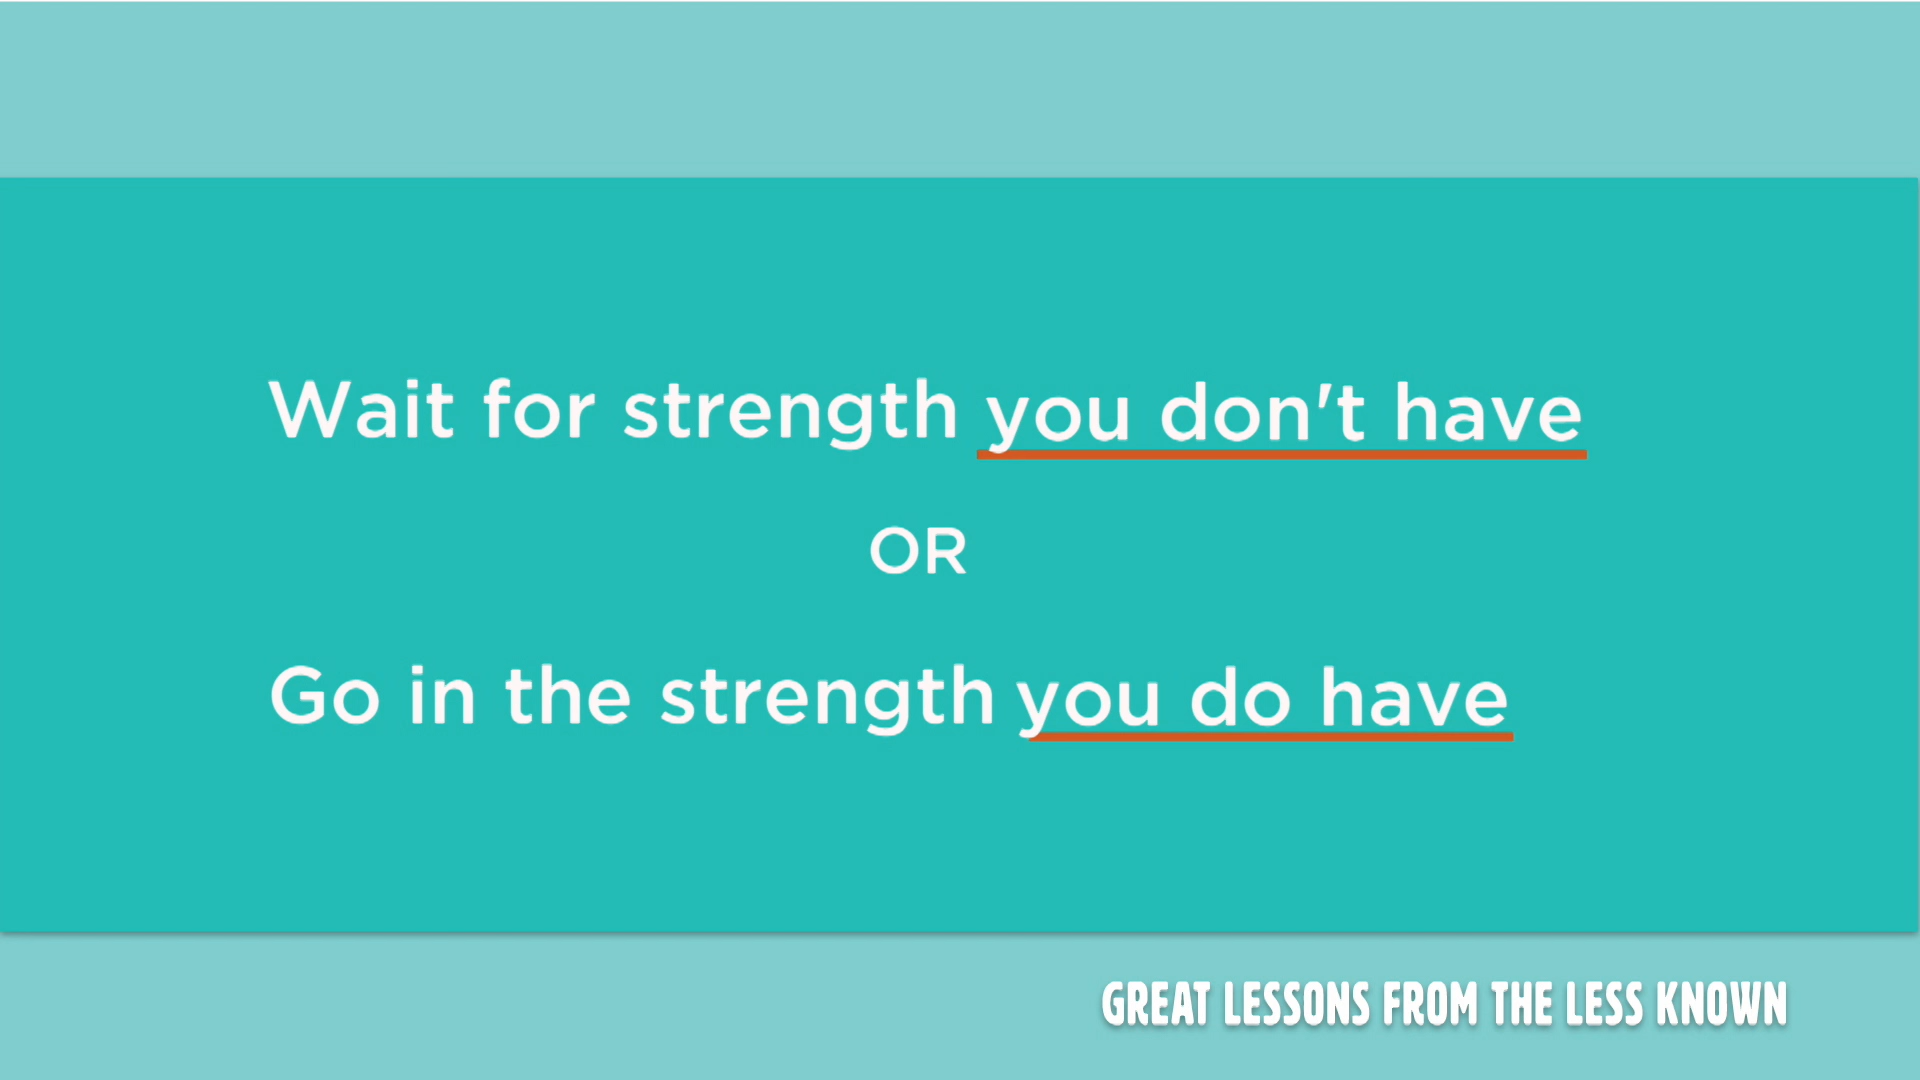 Wait for strength you don't have
OR
Go in the strength you do have
GREAT LESSONS FROM THE LESS KNOWN